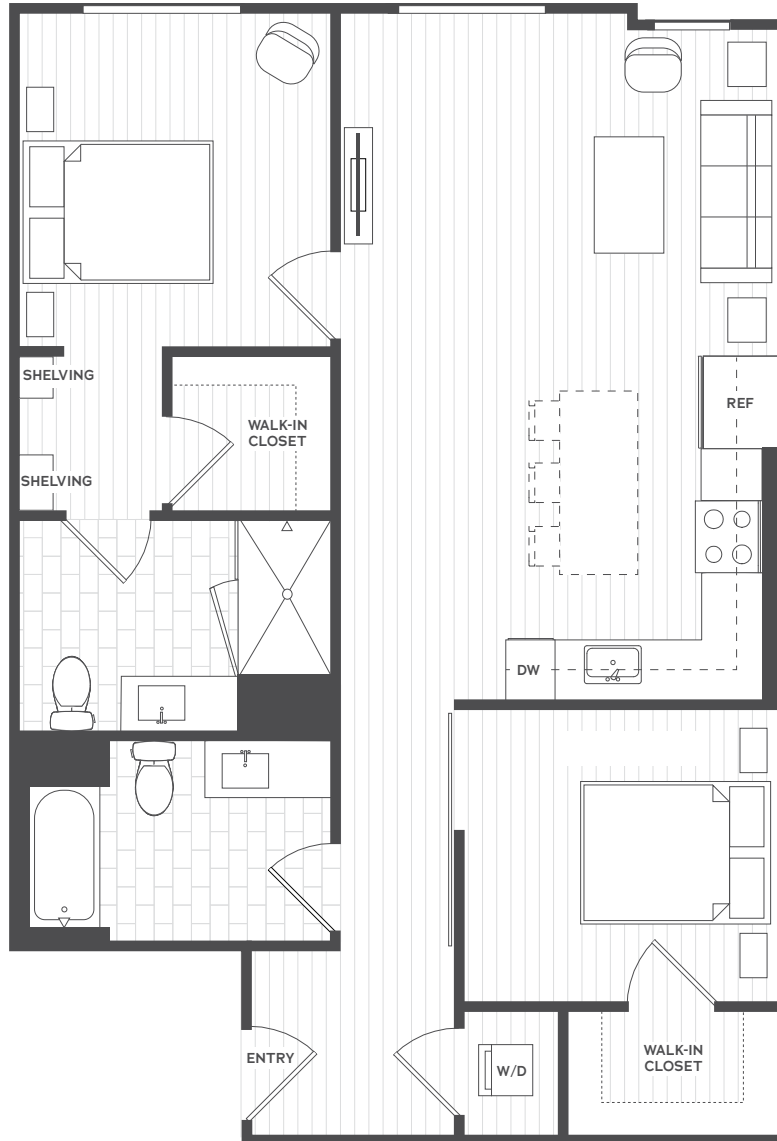 SHELVING
WALK-IN
CLOSET
REF
SHELVING
DW
ENTRY
W/D
WALK-IN
CLOSET